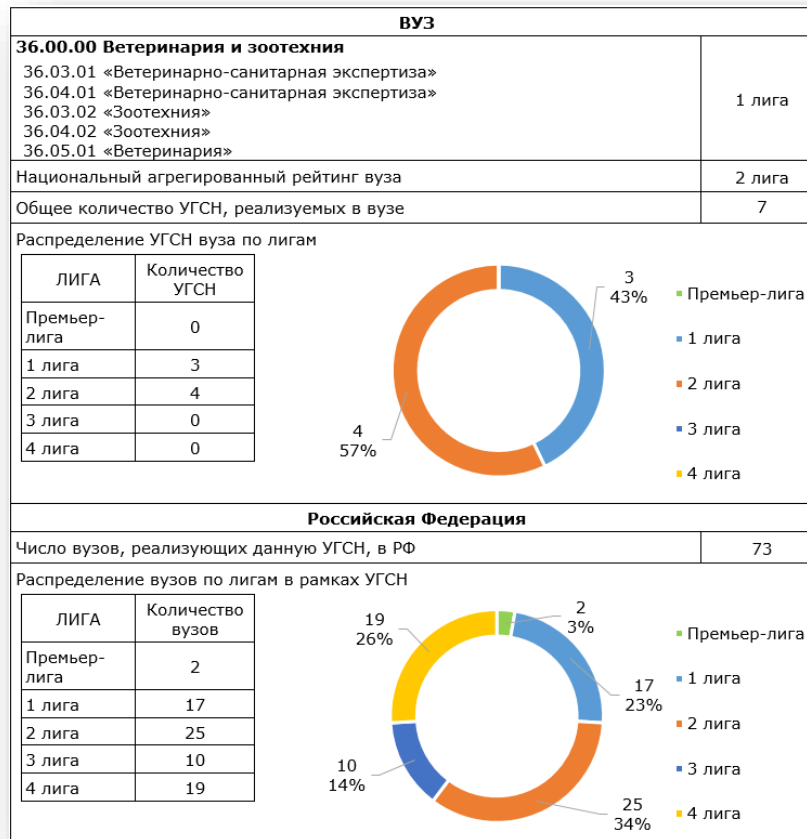 ВУЗ
36.00.00 Ветеринария и зоотехния
36.03.01 «Ветеринарно-санитарная экспертиза»
36.04.01 «Ветеринарно-санитарная экспертиза»
36.03.02 «Зоотехния»
36.04.02 «Зоотехния»
36.05.01 «Ветеринария»
1 лига
Национальный агрегированный рейтинг вуза
2 лига
Общее количество УГСН, реализуемых в вузе
7
Распределение УГСН вуза по лигам
ЛИГА
Количество
УГСН
Премьер-
лига
0
1 лига
3
2 лига
4
3 лига
0
4 лига
0
3
43%
4
57%
Премьер-лига
1 лига
2 лига
3 лига
4 лига
Российская Федерация
Число вузов, реализующих данную УГСН, в РФ
73
Распределение вузов по лигам в рамках УГСН
ЛИГА
Количество
вузов
Премьер-
лига
2
1 лига
17
2 лига
25
3 лига
10
4 лига
19
19
26%
2
3%
17
23%
10
14%
25
34%
Премьер-лига
1 лига
2 лига
3 лига
4 лига